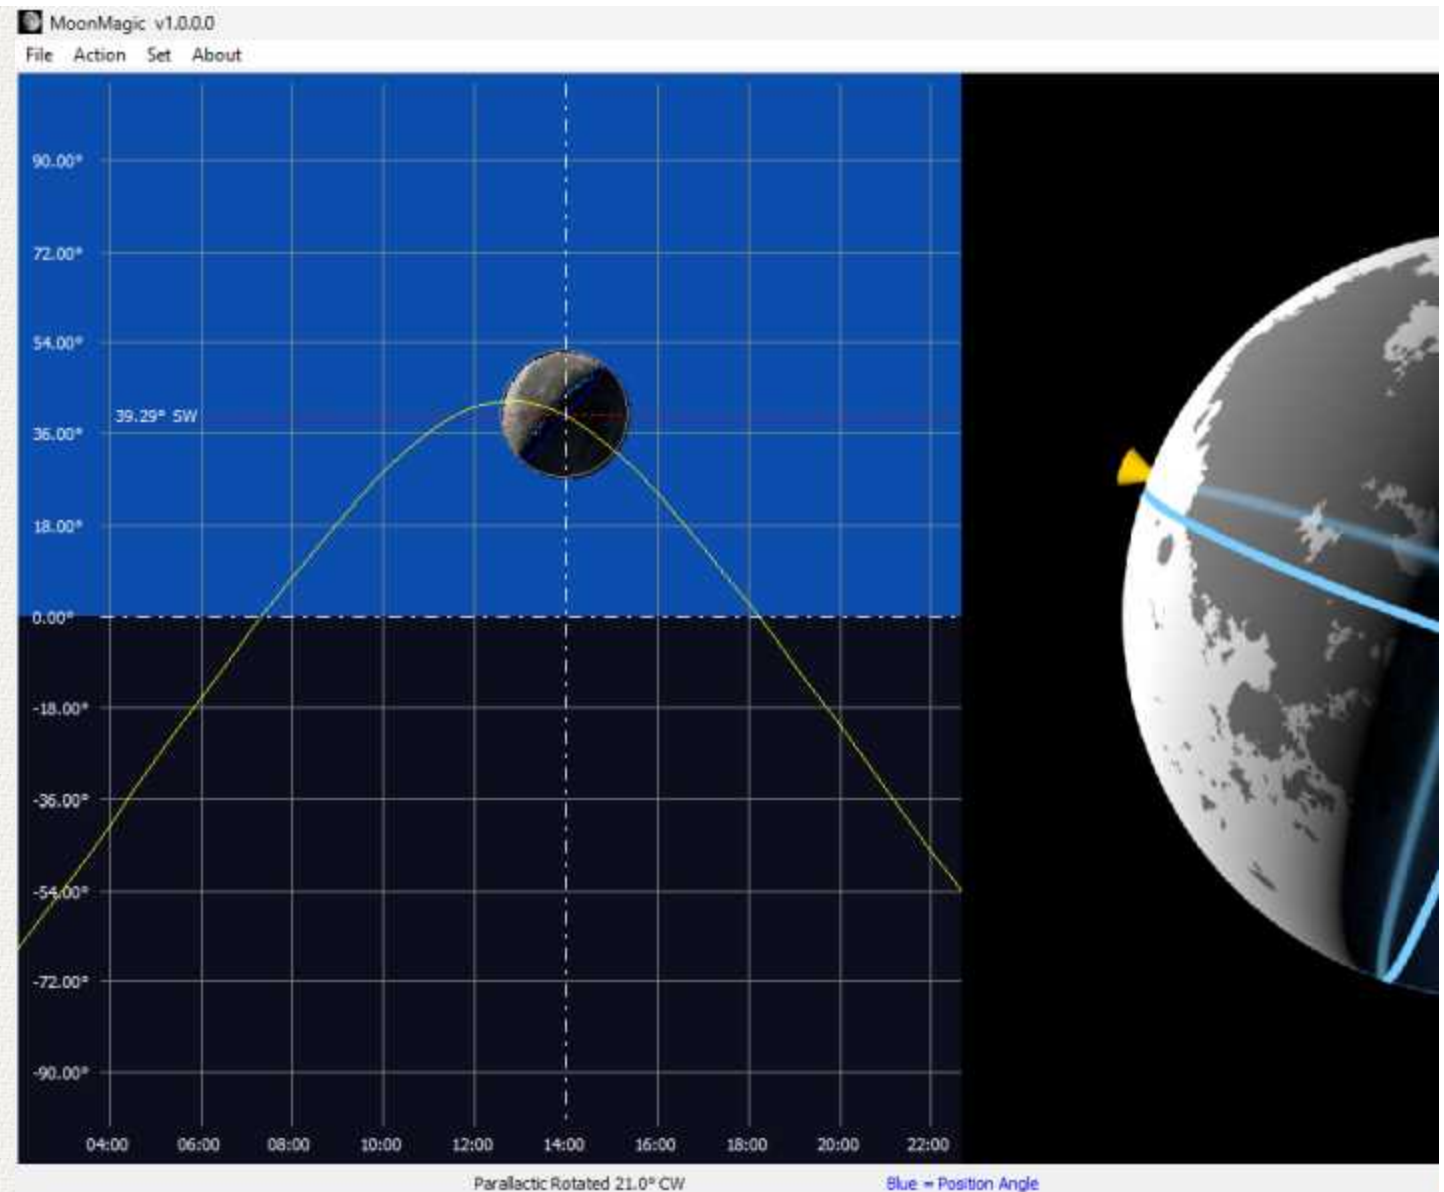 MoonMagic v1.0.0.0
File Action Set About
90.00°
72.00°
54.00°
39.29° SW
36.00°
18.00°
0.00°
-18.00°
-36.00°
-54.00°
-72.00°
-90.00°
04:00 06:00 08:00 10:00 12:00 14:00 16:00 18:00 20:00 22:00
Parallactic Rotated 21.0° CW Blue = Position Angle